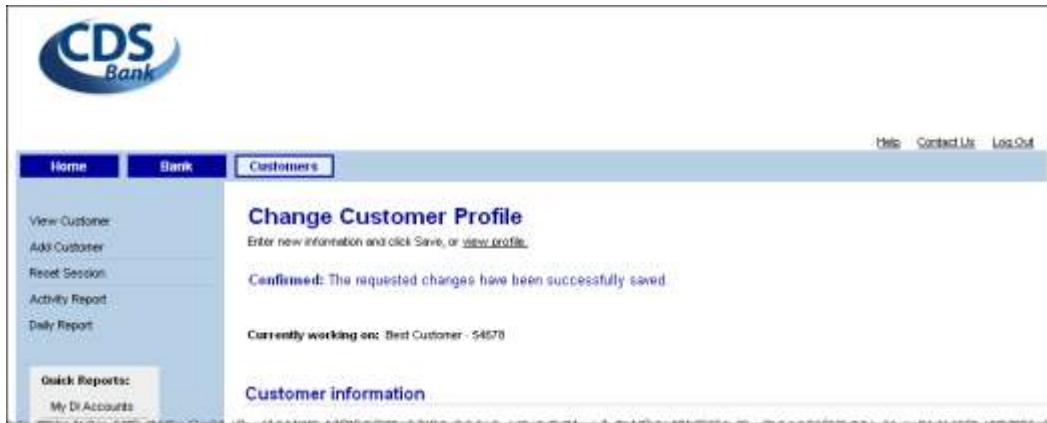 CDS
Bank
Help Contact Us Log Out
Home Bank Customers
View Customer
Add Customer
Reset Session
Activity Report
Daily Report
Quick Reports:
My DI Accounts
Change Customer Profile
Enter new information and click Save, or view profile.
Confirmed: The requested changes have been successfully saved.
Currently working on: Best Customer - 54678
Customer information